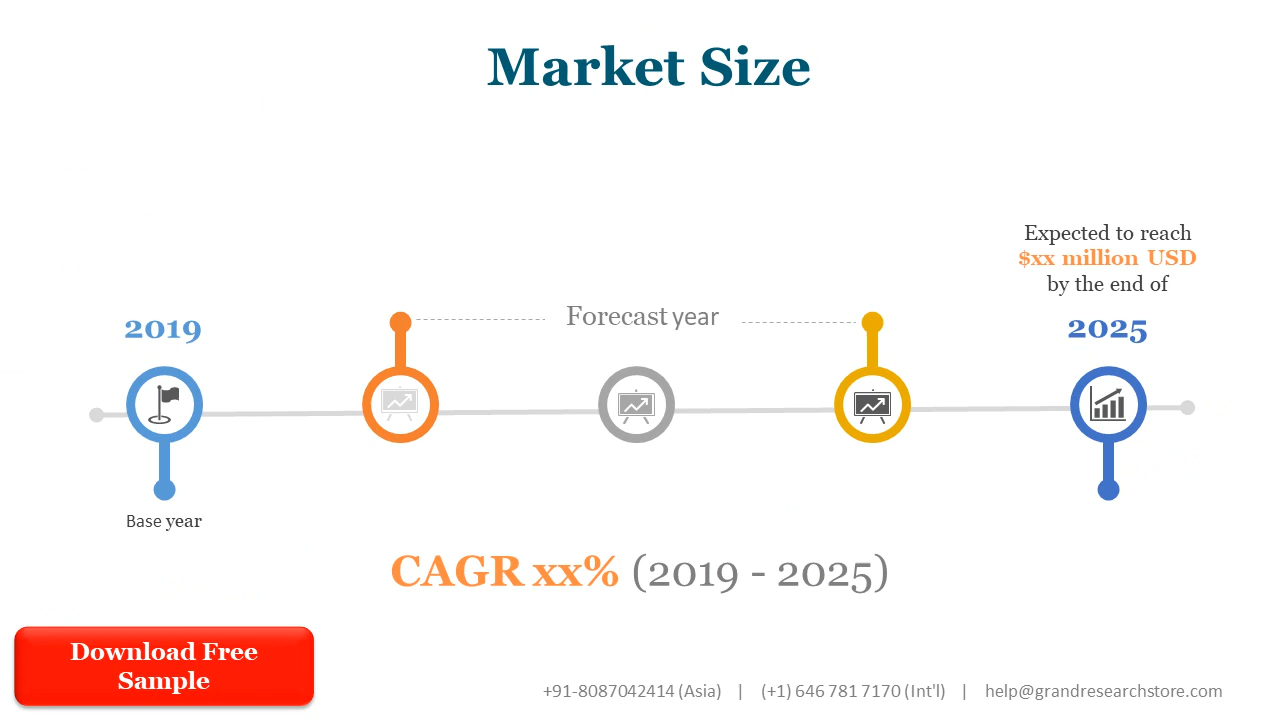 Market Size
Expected to reach
$xx million USD
by the end of
2019
Forecast year
2025
Base year
CAGR xx% (2019 - 2025)
Download Free
Sample
+91-8087042414 (Asia) | (+1) 646 781 7170 (Int'l) | help@grandresearchstore.com